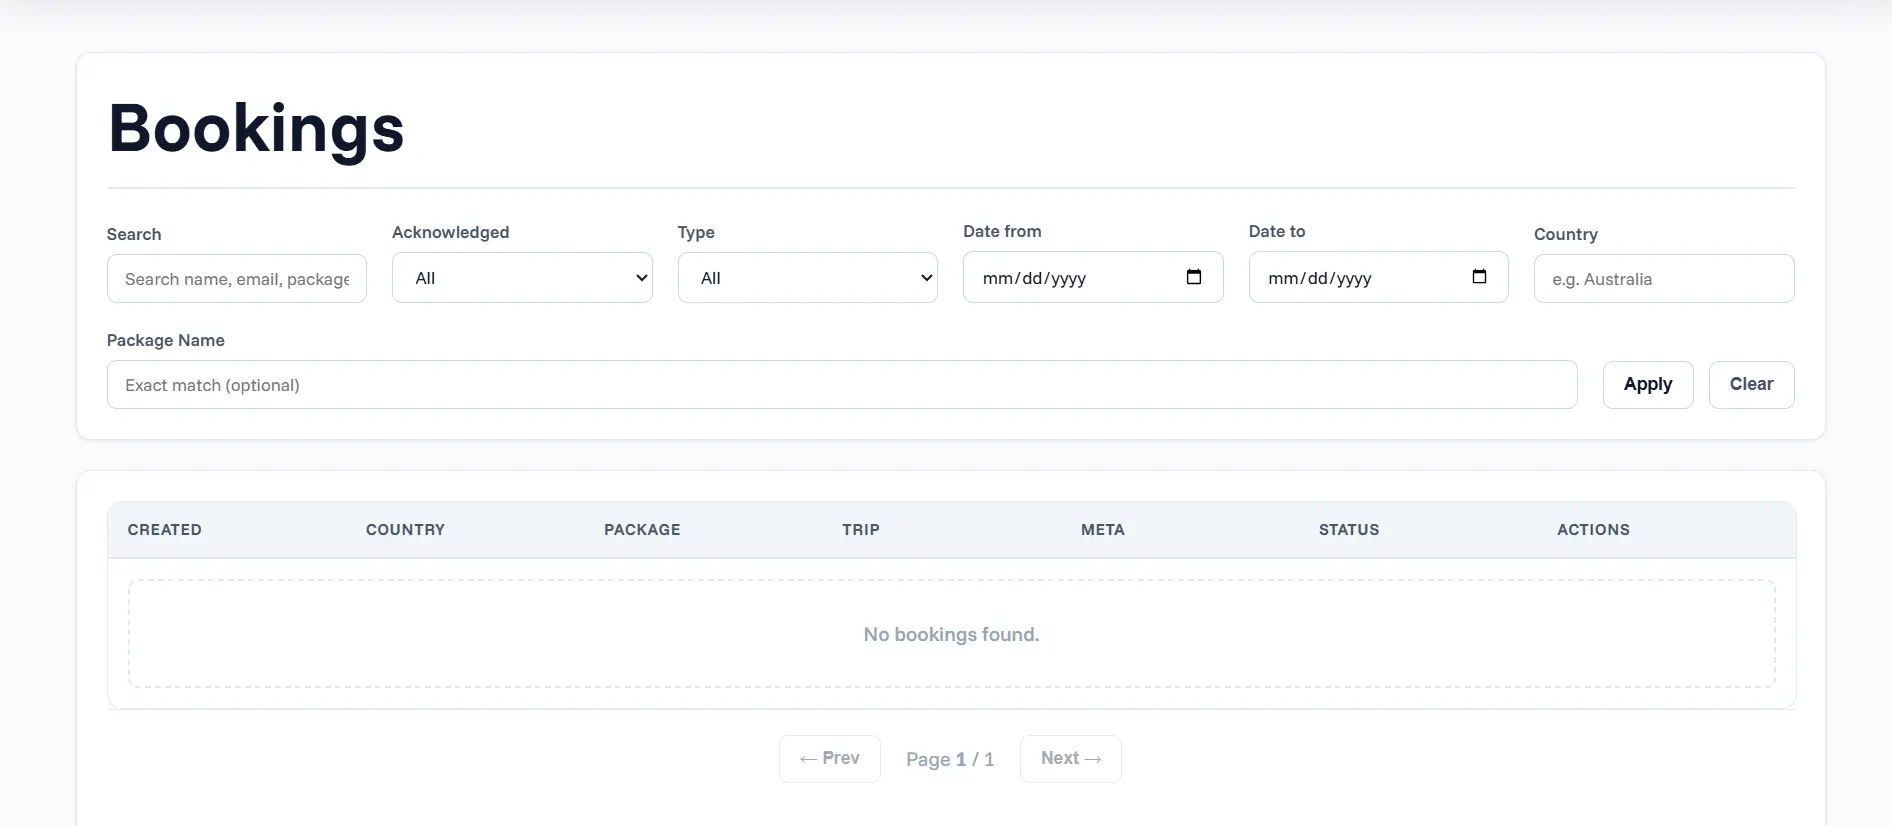 Bookings
Search
Acknowledged
Type
Date from
Date to
Country
Search name, email, package
All
All
mm/dd/yyyy
mm/dd/yyyy
e.g. Australia
Package Name
Exact match (optional)
Apply
Clear
CREATED COUNTRY PACKAGE TRIP META STATUS ACTIONS
No bookings found.
← Prev
Page 1 / 1
Next →